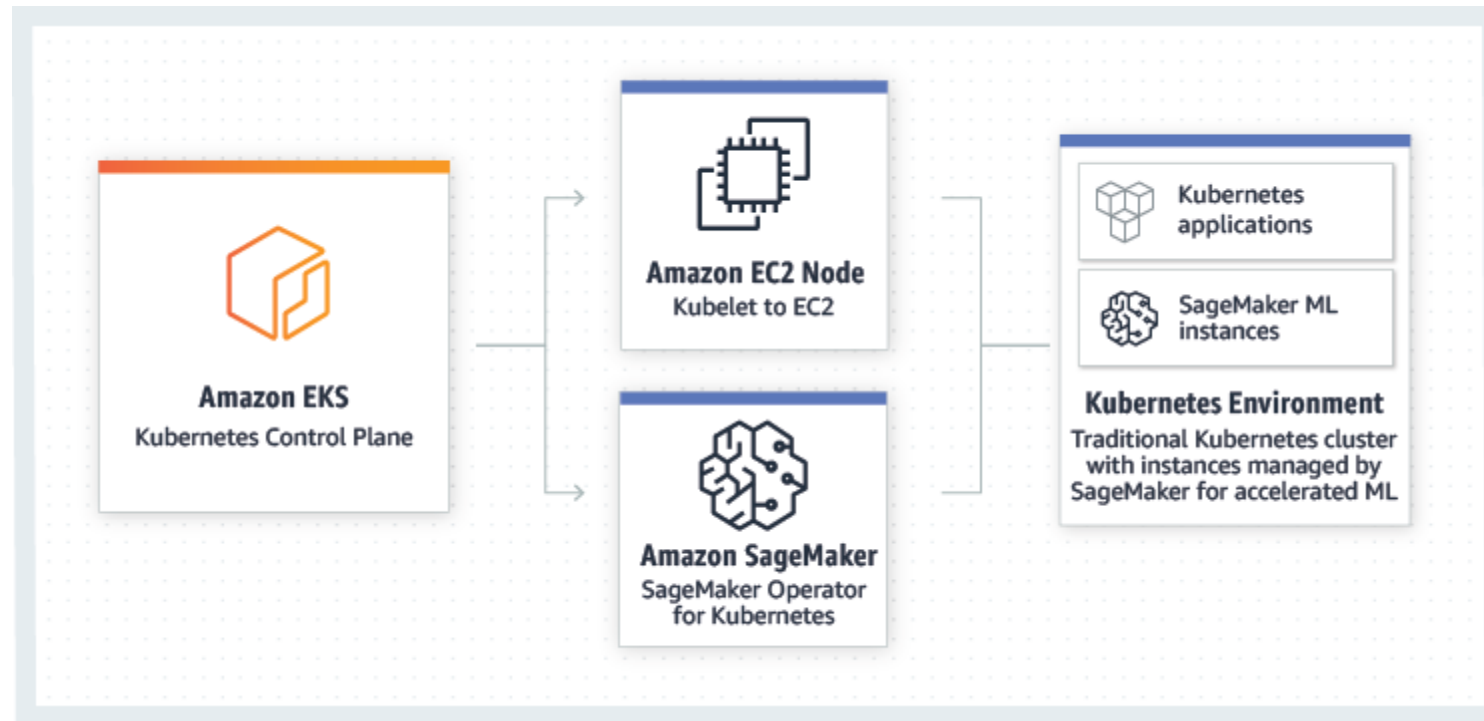 Amazon EKS
Kubernetes Control Plane
Amazon EC2 Node
Kubelet to EC2
Amazon SageMaker
SageMaker Operator
for Kubernetes
Kubernetes
applications
SageMaker ML
instances
Kubernetes Environment
Traditional Kubernetes cluster
with instances managed by
SageMaker for accelerated ML